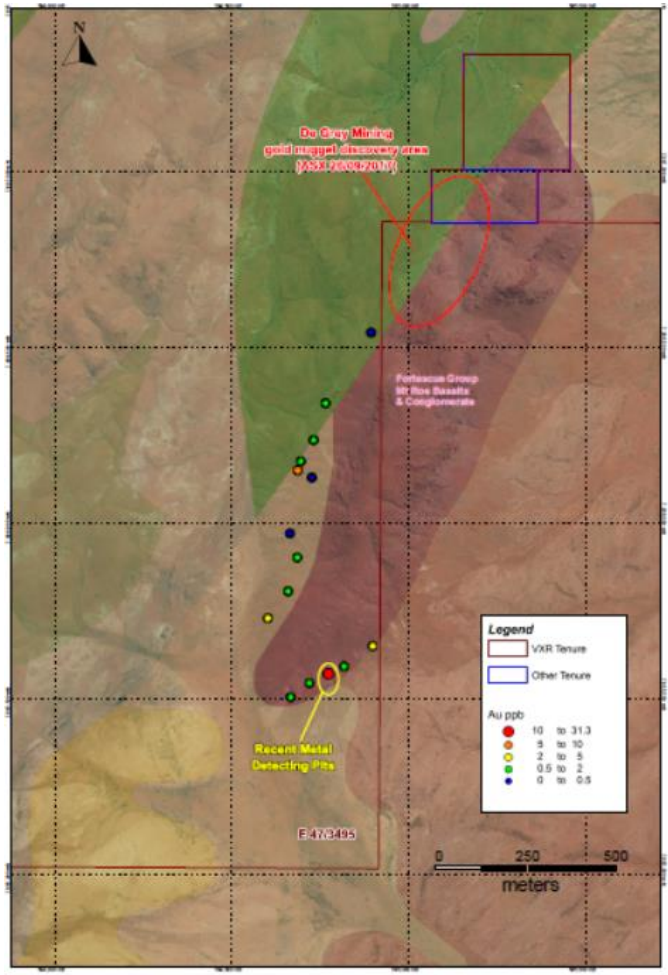 N
De Grey Mining
gold nugget discovery area
(ASX 26/09/2017)
Fortescue Group
Mt Roe Basalts
& Conglomerate
Legend
VXR Tenure
Other Tenure
Au ppb
10 to 31.3
5 to 10
2 to 5
0.5 to 2
0 to 0.5
Recent Metal
Detecting Pits
E 47/3495
0 250 500
meters